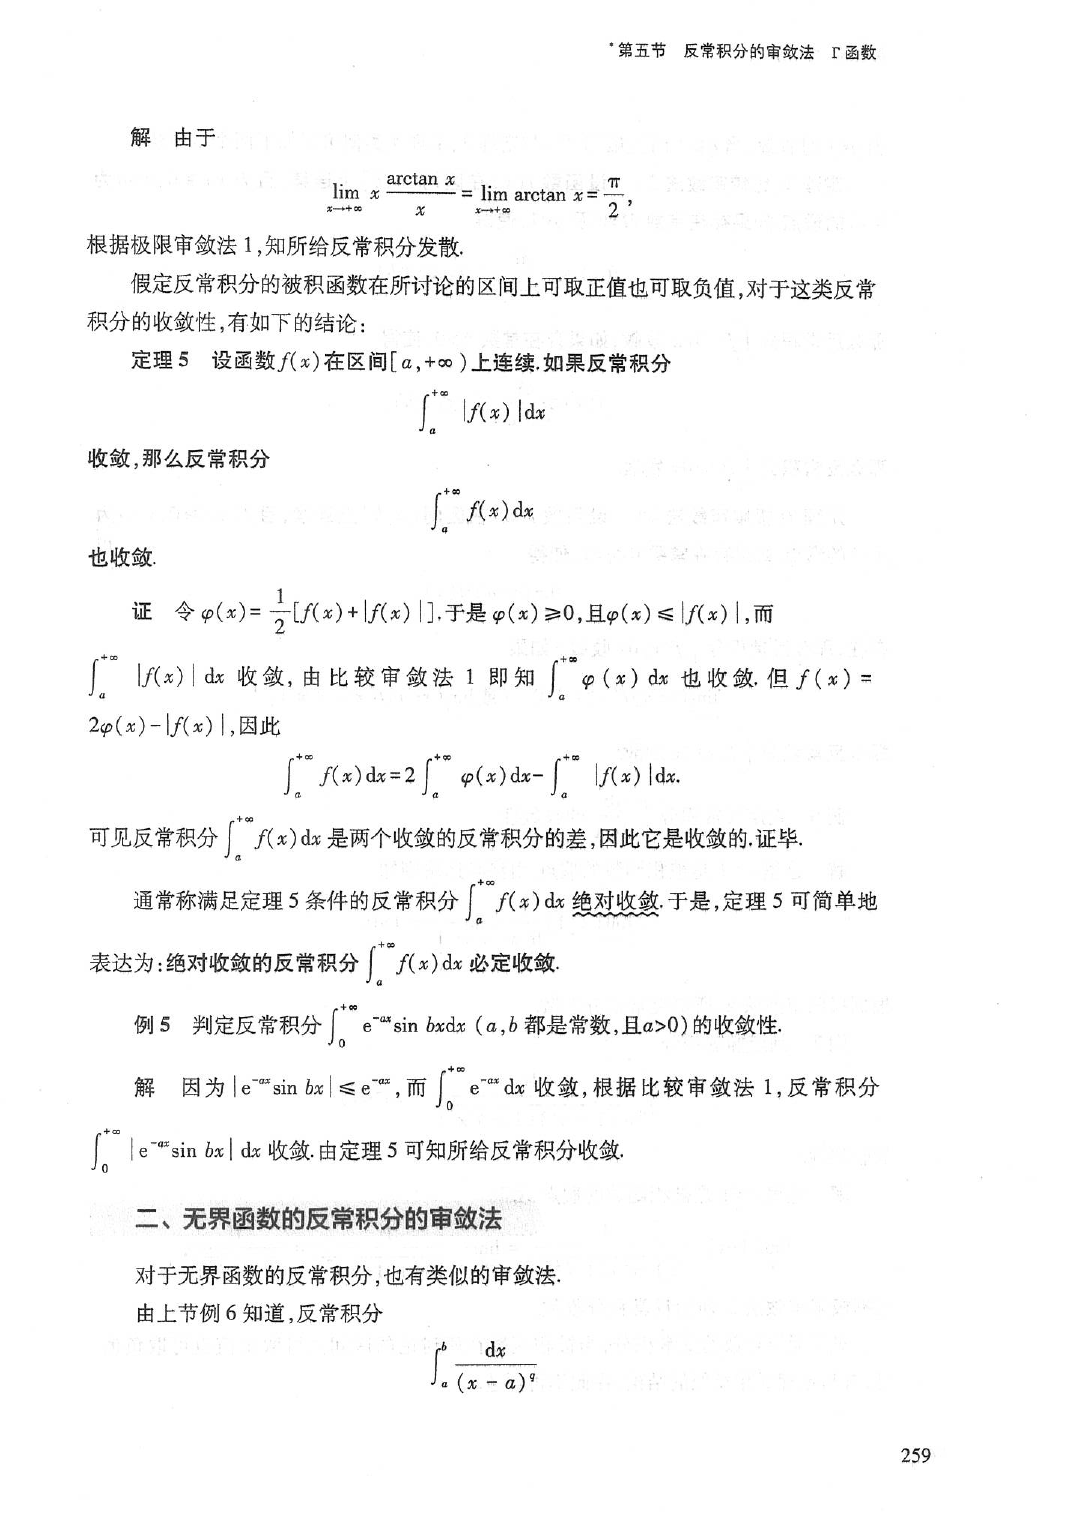 *第五节 反常积分的审敛法 Γ函数
解 由于
lim_{x→+∞} x (arctan x)/x = lim_{x→+∞} arctan x = π/2,
根据极限审敛法 1,知所给反常积分发散.
假定反常积分的被积函数在所讨论的区间上可取正值也可取负值,对于这类反常
积分的收敛性,有如下的结论:
定理 5 设函数 f(x)在区间[a,+∞)上连续.如果反常积分
∫_a^{+∞} |f(x)|dx
收敛,那么反常积分
∫_a^{+∞} f(x)dx
也收敛.
证 令 φ(x)= 1/2 [f(x)+|f(x)|].于是 φ(x)≥0,且φ(x)≤|f(x)|,而
∫_a^{+∞} |f(x)| dx 收敛, 由比较审敛法 1 即知 ∫_a^{+∞} φ(x) dx 也收敛. 但 f(x) =
2φ(x)-|f(x)|,因此
∫_a^{+∞} f(x)dx=2∫_a^{+∞} φ(x)dx-∫_a^{+∞} |f(x)|dx.
可见反常积分∫_a^{+∞} f(x)dx 是两个收敛的反常积分的差,因此它是收敛的.证毕.
通常称满足定理 5 条件的反常积分∫_a^{+∞} f(x)dx 绝对收敛.于是,定理 5 可简单地
表达为:绝对收敛的反常积分∫_a^{+∞} f(x)dx 必定收敛.
例 5 判定反常积分∫_0^{+∞} e^{-ax}sin bxdx (a,b 都是常数,且a>0)的收敛性.
解 因为|e^{-ax}sin bx|≤e^{-ax},而∫_0^{+∞} e^{-ax}dx 收敛,根据比较审敛法 1,反常积分
∫_0^{+∞} |e^{-ax}sin bx| dx 收敛.由定理 5 可知所给反常积分收敛.
二、无界函数的反常积分的审敛法
对于无界函数的反常积分,也有类似的审敛法.
由上节例 6 知道,反常积分
∫_a^b dx/(x - a)^q
259